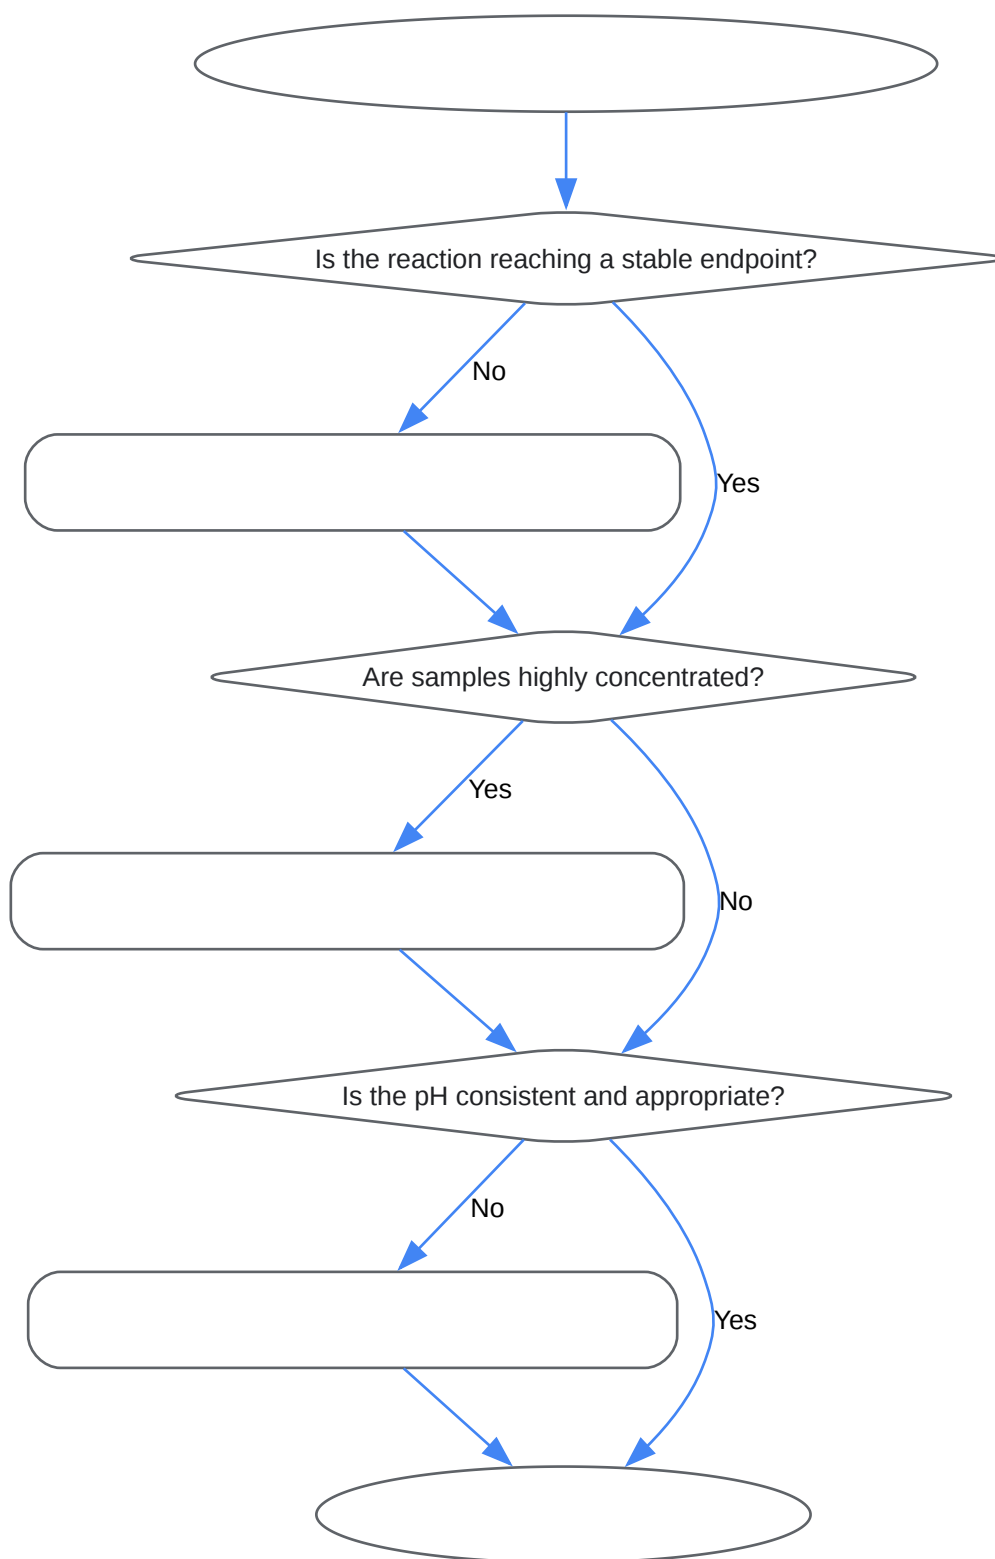 Is the reaction reaching a stable endpoint?
No
Yes
Are samples highly concentrated?
Yes
No
Is the pH consistent and appropriate?
No
Yes